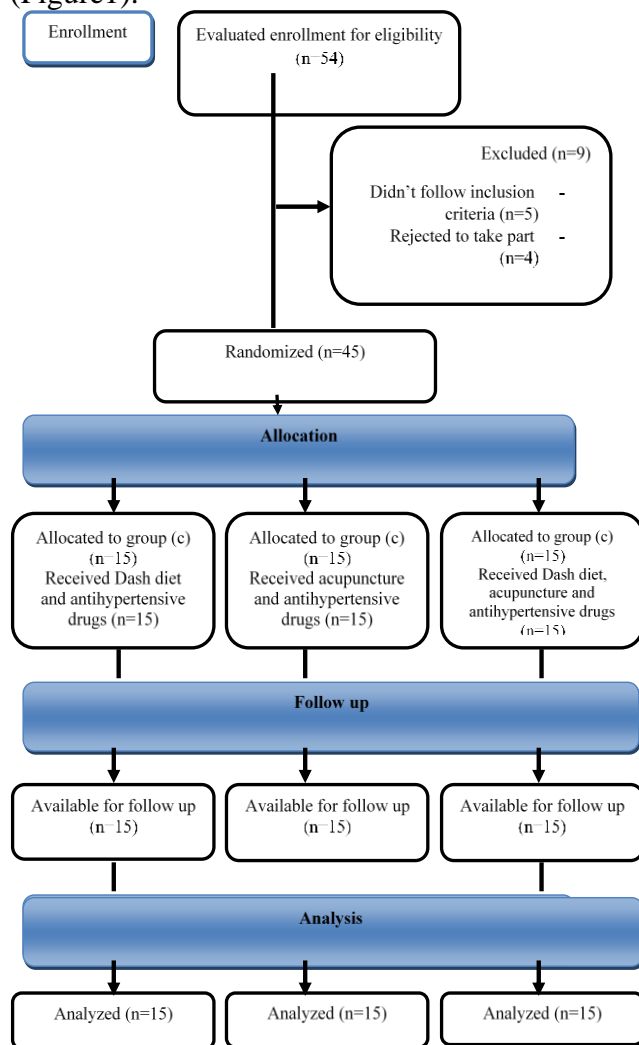 (Figure1).
Enrollment
Evaluated enrollment for eligibility
(n=54)
Excluded (n=9)
Didn't follow inclusion -
criteria (n=5)
Rejected to take part -
(n=4)
Randomized (n=45)
Allocation
Allocated to group (c)
(n=15)
Received Dash diet
and antihypertensive
drugs (n=15)
Allocated to group (c)
(n=15)
Received acupuncture
and antihypertensive
drugs (n=15)
Allocated to group (c)
(n=15)
Received Dash diet,
acupuncture and
antihypertensive drugs
(n=15)
Follow up
Available for follow up
(n=15)
Available for follow up
(n=15)
Available for follow up
(n=15)
Analysis
Analyzed (n=15)
Analyzed (n=15)
Analyzed (n=15)